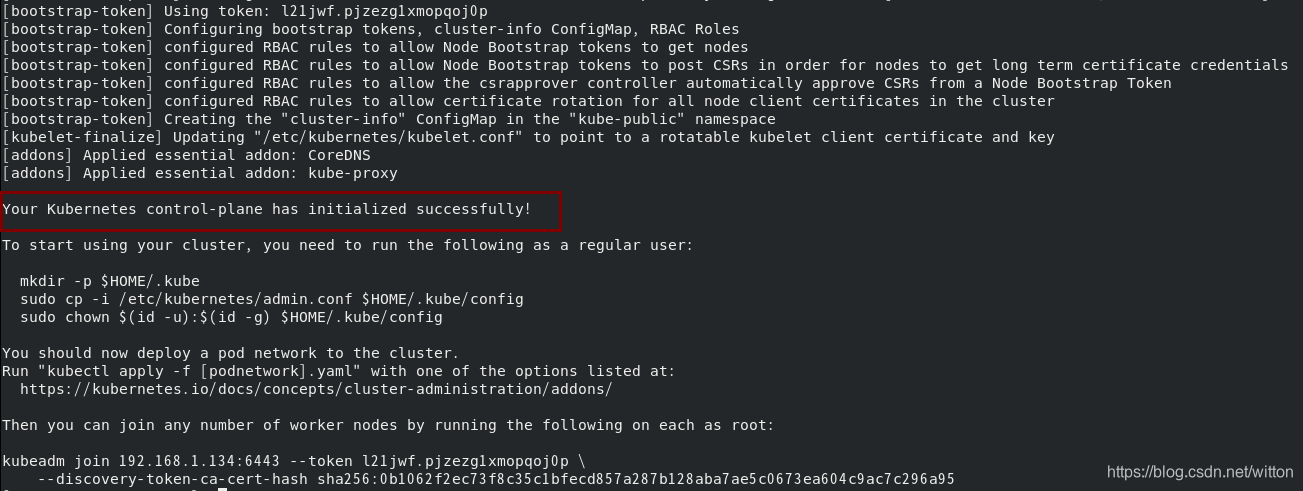 [bootstrap-token] Using token: l21jwf.pjzezg1xmopqoj0p
[bootstrap-token] Configuring bootstrap tokens, cluster-info ConfigMap, RBAC Roles
[bootstrap-token] configured RBAC rules to allow Node Bootstrap tokens to get nodes
[bootstrap-token] configured RBAC rules to allow Node Bootstrap tokens to post CSRs in order for nodes to get long term certificate credentials
[bootstrap-token] configured RBAC rules to allow the csrapprover controller automatically approve CSRs from a Node Bootstrap Token
[bootstrap-token] configured RBAC rules to allow certificate rotation for all node client certificates in the cluster
[bootstrap-token] Creating the "cluster-info" ConfigMap in the "kube-public" namespace
[kubelet-finalize] Updating "/etc/kubernetes/kubelet.conf" to point to a rotatable kubelet client certificate and key
[addons] Applied essential addon: CoreDNS
[addons] Applied essential addon: kube-proxy
Your Kubernetes control-plane has initialized successfully!
To start using your cluster, you need to run the following as a regular user:
mkdir -p $HOME/.kube
sudo cp -i /etc/kubernetes/admin.conf $HOME/.kube/config
sudo chown $(id -u):$(id -g) $HOME/.kube/config
You should now deploy a pod network to the cluster.
Run "kubectl apply -f [podnetwork].yaml" with one of the options listed at:
https://kubernetes.io/docs/concepts/cluster-administration/addons/
Then you can join any number of worker nodes by running the following on each as root:
kubeadm join 192.168.1.134:6443 --token l21jwf.pjzezg1xmopqoj0p \
--discovery-token-ca-cert-hash sha256:0b1062f2ec73f8c35c1bfecd857a287b128aba7ae5c0673ea604c9ac7c296a95
https://blog.csdn.net/witton